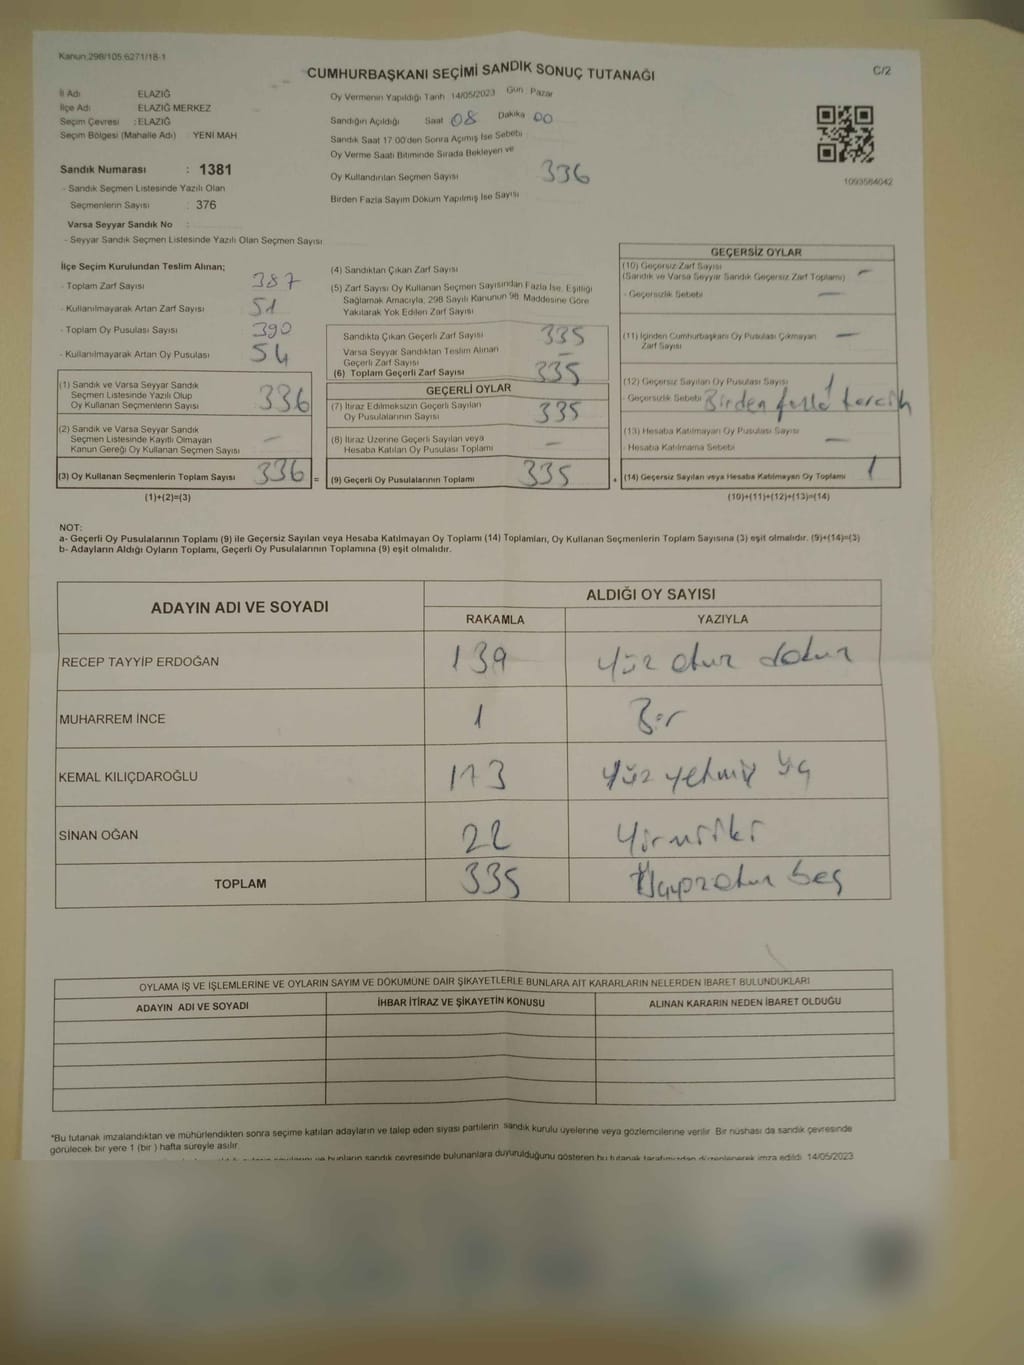 Kanun:298/105;6271/18-1
CUMHURBAŞKANI SEÇİMİ SANDIK SONUÇ TUTANAĞI
C/2
İl Adı ELAZIĞ
İlçe Adı ELAZIĞ MERKEZ
Seçim Çevresi : ELAZIĞ
Seçim Bölgesi (Mahalle Adı) : YENİ MAH
Sandık Numarası : 1381
- Sandık Seçmen Listesinde Yazılı Olan
Seçmenlerin Sayısı : 376
Varsa Seyyar Sandık No :
- Seyyar Sandık Seçmen Listesinde Yazılı Olan Seçmen Sayısı
Oy Vermenin Yapıldığı Tarih 14/05/2023 Gün : Pazar
Sandığın Açıldığı Saat 08 Dakika 00
Sandık Saat 17:00'den Sonra Açımış İse Sebebi
Oy Verme Saati Bitiminde Sırada Bekleyen ve
Oy Kullandırılan Seçmen Sayısı 336
Birden Fazla Sayım Döküm Yapılmış İse Sayısı
1093584042
İlçe Seçim Kurulundan Teslim Alınan;
- Toplam Zarf Sayısı 387
- Kullanılmayarak Artan Zarf Sayısı 51
- Toplam Oy Pusulası Sayısı 390
- Kullanılmayarak Artan Oy Pusulası 54
(1) Sandık ve Varsa Seyyar Sandık
Seçmen Listesinde Yazılı Olup
Oy Kullanan Seçmenlerin Sayısı 336
(2) Sandık ve Varsa Seyyar Sandık
Seçmen Listesinde Kayıtlı Olmayan
Kanun Gereği Oy Kullanan Seçmen Sayısı —
(3) Oy Kullanan Seçmenlerin Toplam Sayısı 336 =
(1)+(2)=(3)
(4) Sandıktan Çıkan Zarf Sayısı
(5) Zarf Sayısı Oy Kullanan Seçmen Sayısından Fazla İse, Eşitliği
Sağlamak Amacıyla, 298 Sayılı Kanunun 98. Maddesine Göre
Yakılarak Yok Edilen Zarf Sayısı
Sandıkta Çıkan Geçerli Zarf Sayısı 335
Varsa Seyyar Sandıktan Teslim Alınan
Geçerli Zarf Sayısı —
(6) Toplam Geçerli Zarf Sayısı 335
GEÇERLİ OYLAR
(7) İtiraz Edilmeksizin Geçerli Sayılan
Oy Pusulalarının Sayısı 335
(8) İtiraz Üzerine Geçerli Sayılan veya
Hesaba Katılan Oy Pusulası Toplamı —
(9) Geçerli Oy Pusulalarının Toplamı 335 +
GEÇERSİZ OYLAR
(10) Geçersiz Zarf Sayısı —
(Sandık ve Varsa Seyyar Sandık Geçersiz Zarf Toplamı)
- Geçersizlik Sebebi —
(11) İçinden Cumhurbaşkanı Oy Pusulası Çıkmayan —
Zarf Sayısı
(12) Geçersiz Sayılan Oy Pusulası Sayısı 1
- Geçersizlik Sebebi Birden fazla tercih
(13) Hesaba Katılmayan Oy Pusulası Sayısı —
- Hesaba Katılmama Sebebi
(14) Geçersiz Sayılan veya Hesaba Katılmayan Oy Toplamı 1
(10)+(11)+(12)+(13)=(14)
NOT:
a- Geçerli Oy Pusulalarının Toplamı (9) ile Geçersiz Sayılan veya Hesaba Katılmayan Oy Toplamı (14) Toplamları, Oy Kullanan Seçmenlerin Toplam Sayısına (3) eşit olmalıdır. (9)+(14)=(3)
b- Adayların Aldığı Oyların Toplamı, Geçerli Oy Pusulalarının Toplamına (9) eşit olmalıdır.
ADAYIN ADI VE SOYADI ALDIĞI OY SAYISI
RAKAMLA YAZIYLA
RECEP TAYYİP ERDOĞAN 139 Yüz otuz dokuz
MUHARREM İNCE 1 Bir
KEMAL KILIÇDAROĞLU 173 Yüz yetmiş üç
SİNAN OĞAN 22 Yirmiiki
TOPLAM 335 Üçyüzotuz beş
OYLAMA İŞ VE İŞLEMLERİNE VE OYLARIN SAYIM VE DÖKÜMÜNE DAİR ŞİKAYETLERLE BUNLARA AİT KARARLARIN NELERDEN İBARET BULUNDUKLARI
ADAYIN ADI VE SOYADI İHBAR İTİRAZ VE ŞİKAYETİN KONUSU ALINAN KARARIN NEDEN İBARET OLDUĞU
*Bu tutanak imzalandıktan ve mühürlendikten sonra seçime katılan adayların ve talep eden siyasi partilerin sandık kurulu üyelerine veya gözlemcilerine verilir. Bir nüshası da sandık çevresinde
görülecek bir yere 1 (bir ) hafta süreyle asılır.
ve bunların sandık çevresinde bulunanlara duyurulduğunu gösteren bu tutanak tarafımızdan düzenlenerek imza edildi. 14/05/2023